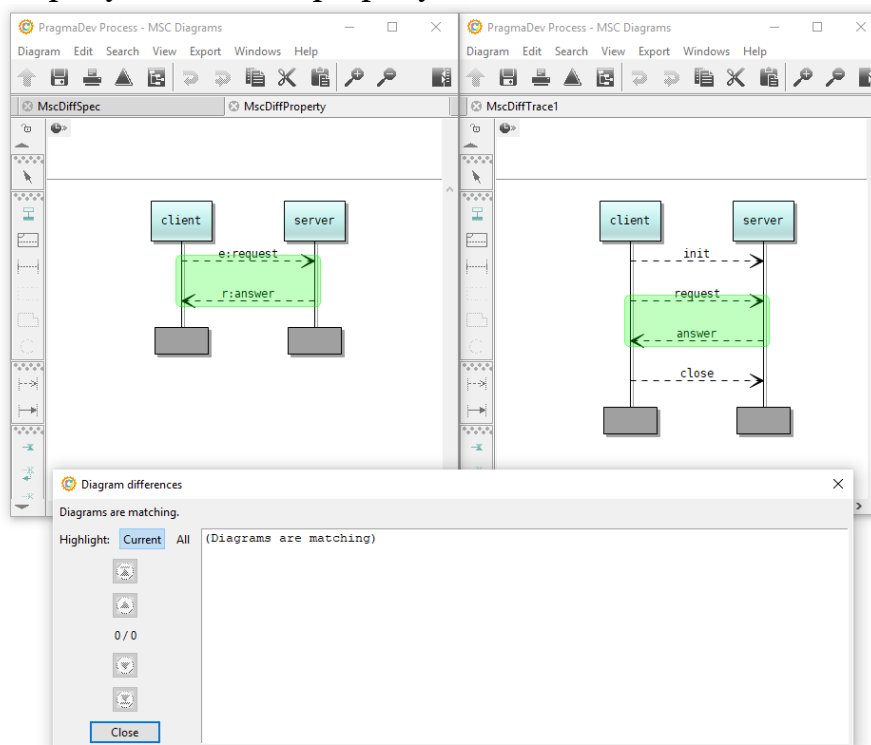 PragmaDev Process - MSC Diagrams
Diagram Edit Search View Export Windows Help
MscDiffSpec
MscDiffProperty
client
server
e:request
r:answer
PragmaDev Process - MSC Diagrams
Diagram Edit Search View Export Windows Help
MscDiffTrace1
client
server
init
request
answer
close
Diagram differences
Diagrams are matching.
Highlight: Current All
(Diagrams are matching)
0 / 0
Close